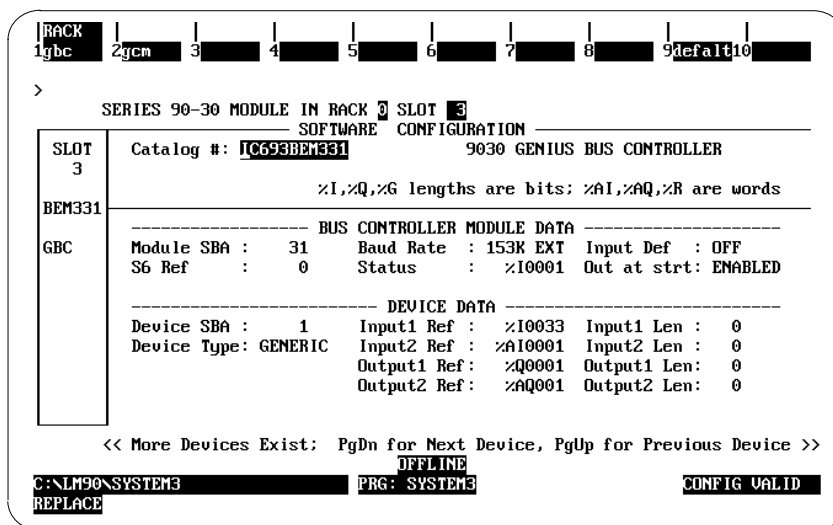 RACK
1gbc 2gcm 3 4 5 6 7 8 9defalt10
>
SERIES 90-30 MODULE IN RACK 0 SLOT 3
SOFTWARE CONFIGURATION
SLOT Catalog #: IC693BEM331 9030 GENIUS BUS CONTROLLER
3
%I,%Q,%G lengths are bits; %AI,%AQ,%R are words
BEM331
---------------- BUS CONTROLLER MODULE DATA ----------------
GBC Module SBA : 31 Baud Rate : 153K EXT Input Def : OFF
S6 Ref : 0 Status : %I0001 Out at strt: ENABLED
---------------------- DEVICE DATA ----------------------
Device SBA : 1 Input1 Ref : %I0033 Input1 Len : 0
Device Type: GENERIC Input2 Ref : %AI0001 Input2 Len : 0
Output1 Ref: %Q0001 Output1 Len: 0
Output2 Ref: %AQ001 Output2 Len: 0
<< More Devices Exist; PgDn for Next Device, PgUp for Previous Device >>
OFFLINE
C:\LM90\SYSTEM3 PRG: SYSTEM3 CONFIG VALID
REPLACE